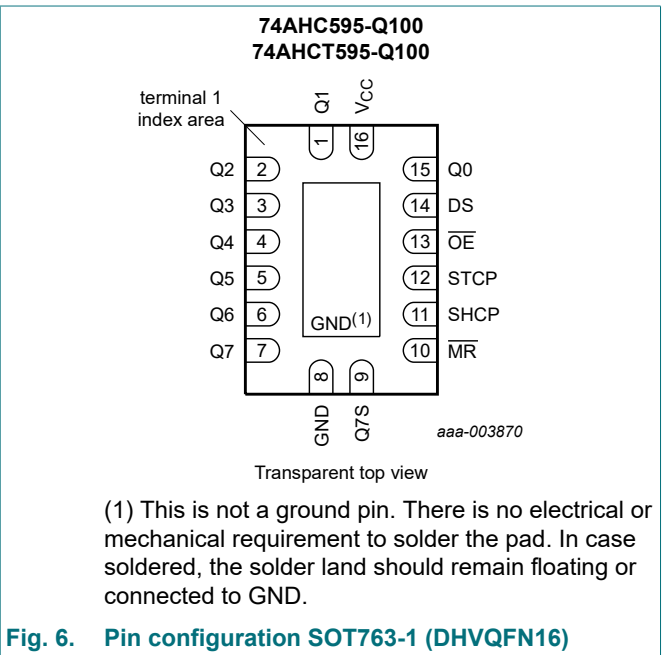 74AHC595-Q100
74AHCT595-Q100
terminal 1
index area
Q1
VCC
1
16
Q2 2 15 Q0
Q3 3 14 DS
Q4 4 13 OE
Q5 5 12 STCP
Q6 6 11 SHCP
GND(1)
Q7 7 10 MR
8
9
GND
Q7S
aaa-003870
Transparent top view
(1) This is not a ground pin. There is no electrical or
mechanical requirement to solder the pad. In case
soldered, the solder land should remain floating or
connected to GND.
Fig. 6. Pin configuration SOT763-1 (DHVQFN16)